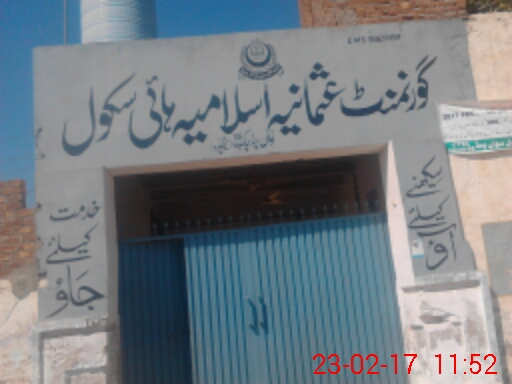 گورنمنٹ عثمانیہ اسلامیہ ہائی سکول
سیکھنے
کیلئے
آؤ
خدمت
کیلئے
جاؤ
23-02-17 11:52